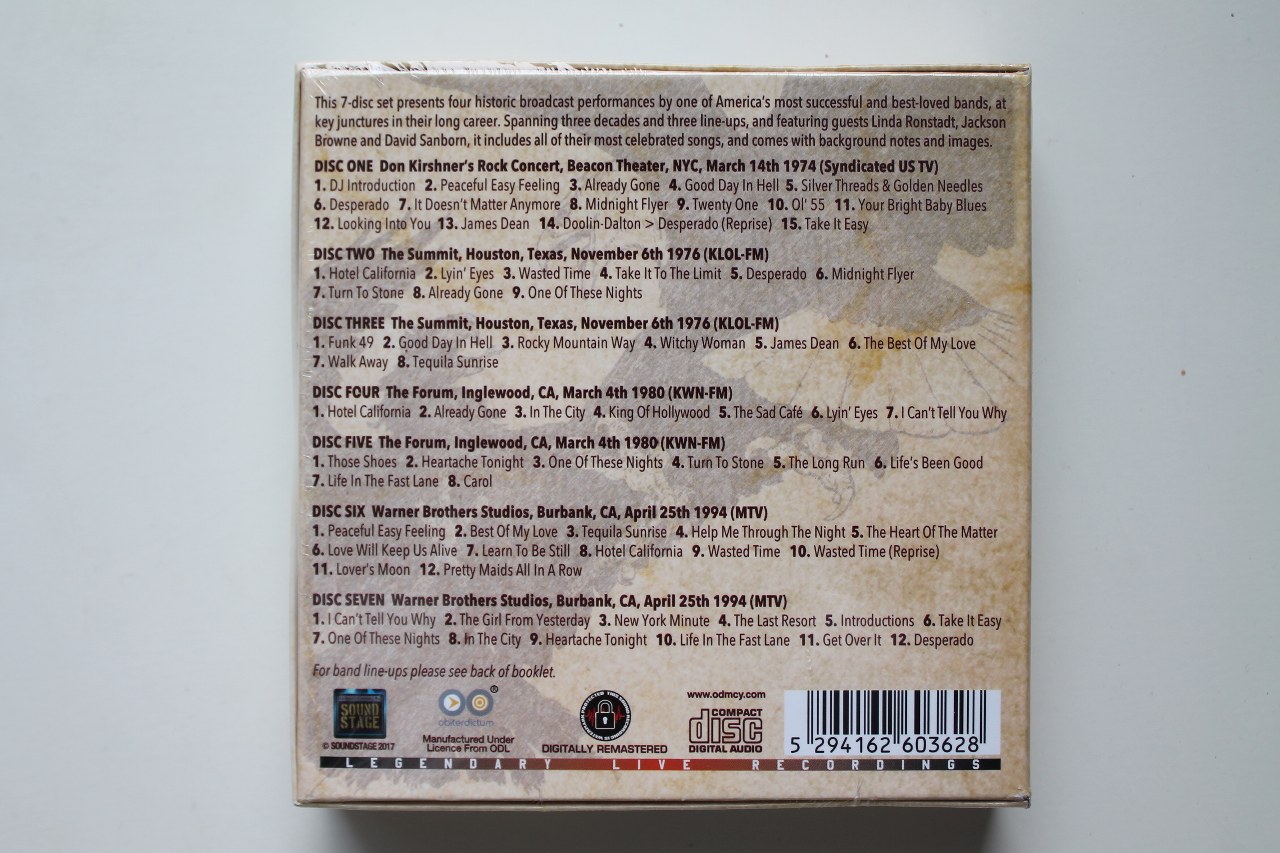 This 7-disc set presents four historic broadcast performances by one of America's most successful and best-loved bands, at
key junctures in their long career. Spanning three decades and three line-ups, and featuring guests Linda Ronstadt, Jackson
Browne and David Sanborn, it includes all of their most celebrated songs, and comes with background notes and images.
DISC ONE Don Kirshner's Rock Concert, Beacon Theater, NYC, March 14th 1974 (Syndicated US TV)
1. DJ Introduction 2. Peaceful Easy Feeling 3. Already Gone 4. Good Day In Hell 5. Silver Threads & Golden Needles
6. Desperado 7. It Doesn't Matter Anymore 8. Midnight Flyer 9. Twenty One 10. Ol' 55 11. Your Bright Baby Blues
12. Looking Into You 13. James Dean 14. Doolin-Dalton > Desperado (Reprise) 15. Take It Easy
DISC TWO The Summit, Houston, Texas, November 6th 1976 (KLOL-FM)
1. Hotel California 2. Lyin' Eyes 3. Wasted Time 4. Take It To The Limit 5. Desperado 6. Midnight Flyer
7. Turn To Stone 8. Already Gone 9. One Of These Nights
DISC THREE The Summit, Houston, Texas, November 6th 1976 (KLOL-FM)
1. Funk 49 2. Good Day In Hell 3. Rocky Mountain Way 4. Witchy Woman 5. James Dean 6. The Best Of My Love
7. Walk Away 8. Tequila Sunrise
DISC FOUR The Forum, Inglewood, CA, March 4th 1980 (KWN-FM)
1. Hotel California 2. Already Gone 3. In The City 4. King Of Hollywood 5. The Sad Café 6. Lyin' Eyes 7. I Can't Tell You Why
DISC FIVE The Forum, Inglewood, CA, March 4th 1980 (KWN-FM)
1. Those Shoes 2. Heartache Tonight 3. One Of These Nights 4. Turn To Stone 5. The Long Run 6. Life's Been Good
7. Life In The Fast Lane 8. Carol
DISC SIX Warner Brothers Studios, Burbank, CA, April 25th 1994 (MTV)
1. Peaceful Easy Feeling 2. Best Of My Love 3. Tequila Sunrise 4. Help Me Through The Night 5. The Heart Of The Matter
6. Love Will Keep Us Alive 7. Learn To Be Still 8. Hotel California 9. Wasted Time 10. Wasted Time (Reprise)
11. Lover's Moon 12. Pretty Maids All In A Row
DISC SEVEN Warner Brothers Studios, Burbank, CA, April 25th 1994 (MTV)
1. I Can't Tell You Why 2. The Girl From Yesterday 3. New York Minute 4. The Last Resort 5. Introductions 6. Take It Easy
7. One Of These Nights 8. In The City 9. Heartache Tonight 10. Life In The Fast Lane 11. Get Over It 12. Desperado
For band line-ups please see back of booklet.
SOUND
STAGE
© SOUNDSTAGE 2017
®
obiterdictum
Manufactured Under
Licence From ODL
DIGITALLY REMASTERED
www.odmcy.com
COMPACT
disc
DIGITAL AUDIO
5 294162 603628
LEGENDARY LIVE RECORDINGS